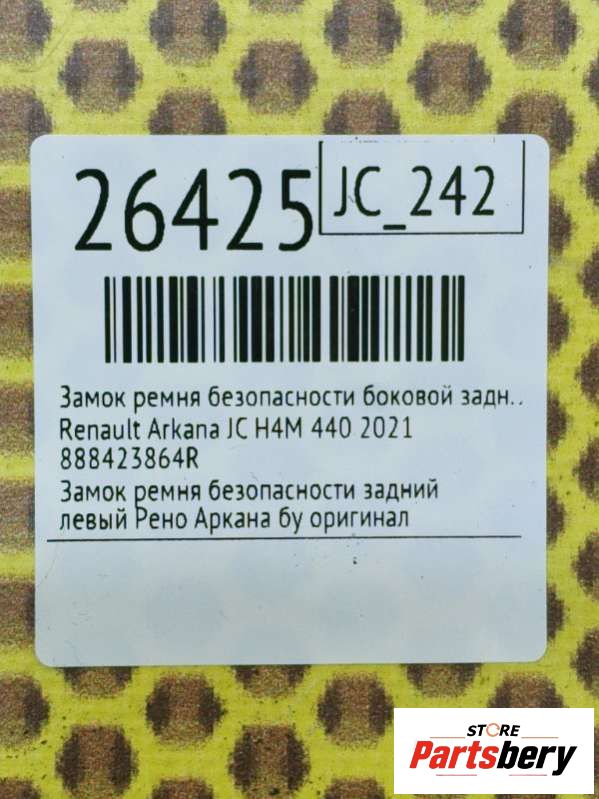 26425
JC_242
Замок ремня безопасности боковой задн..
Renault Arkana JC H4M 440 2021
888423864R
Замок ремня безопасности задний
левый Рено Аркана бу оригинал
STORE
Partsbery